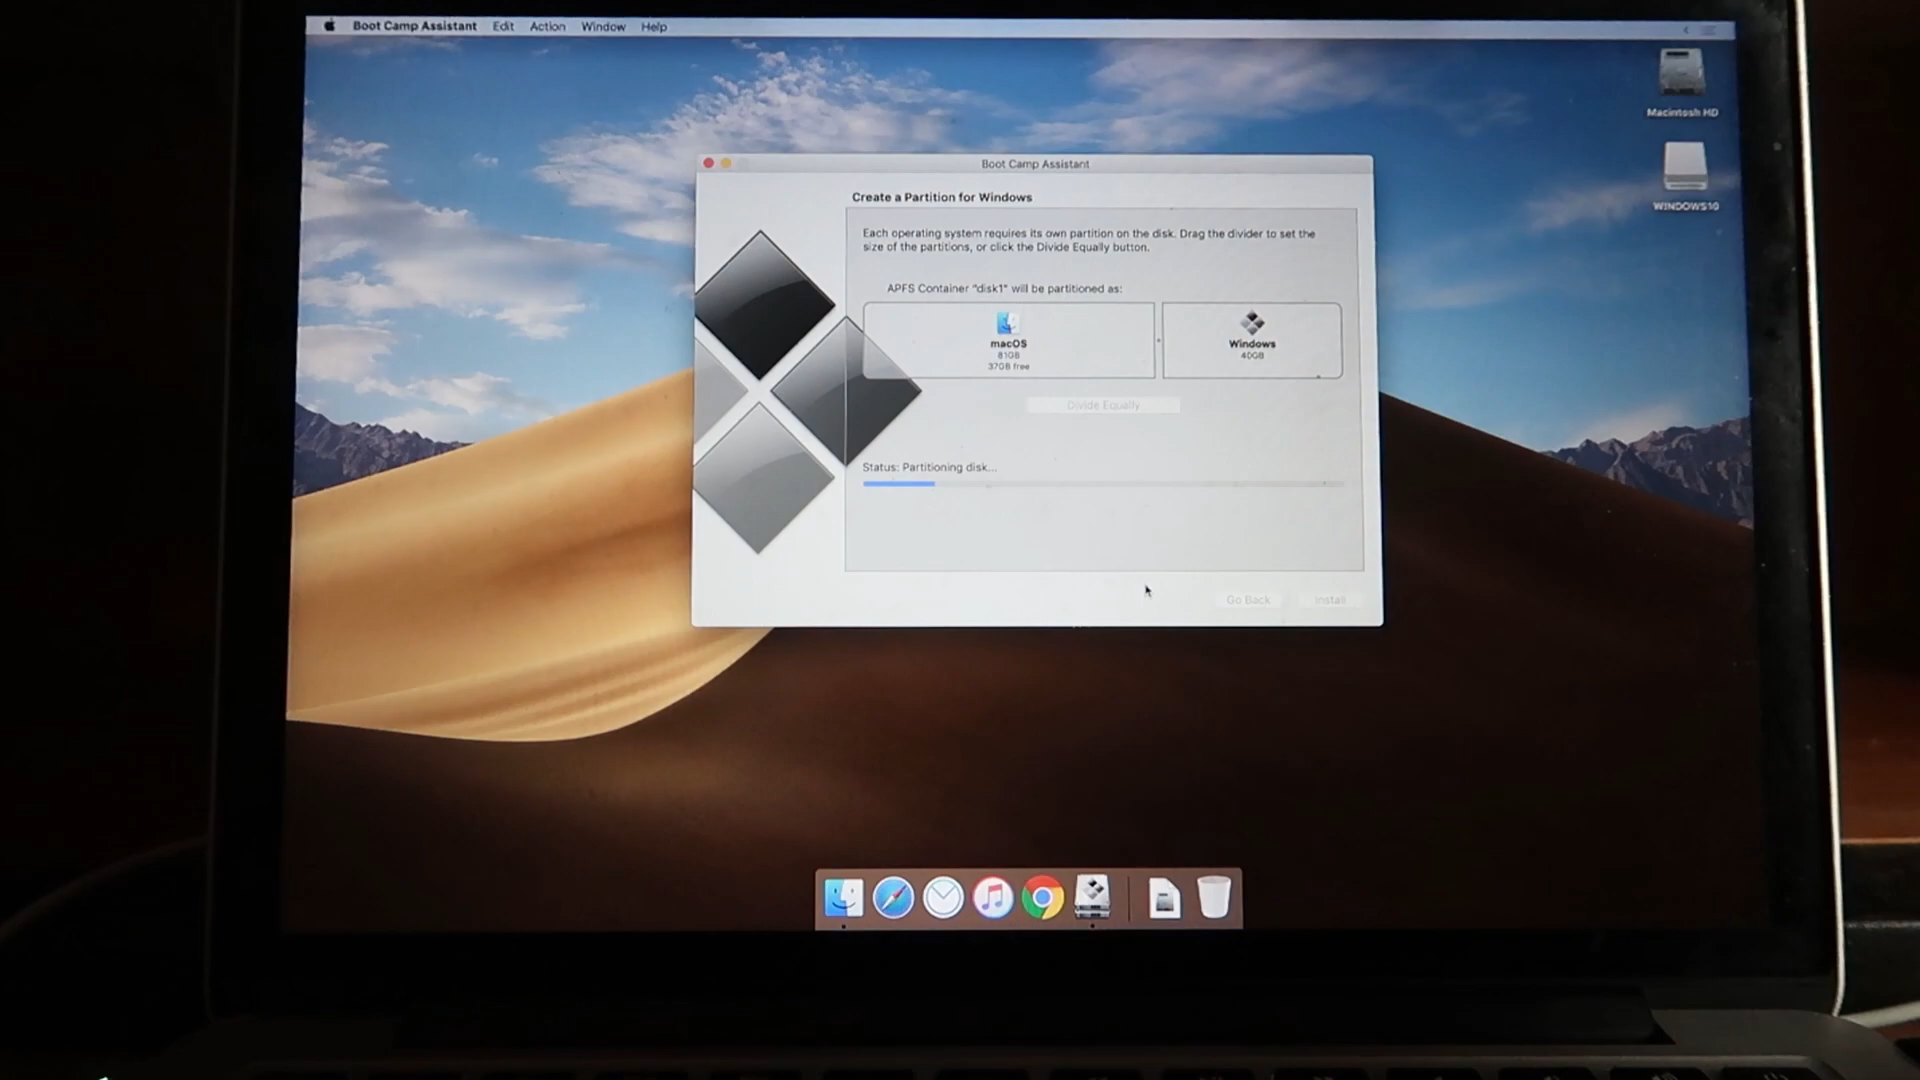 Boot Camp Assistant Edit Action Window Help
Macintosh HD
WINDOWS10
Boot Camp Assistant
Create a Partition for Windows
Each operating system requires its own partition on the disk. Drag the divider to set the
size of the partitions, or click the Divide Equally button.
APFS Container "disk1" will be partitioned as:
macOS
81GB
37GB free
Windows
40GB
Divide Equally
Status: Partitioning disk...
Go Back Install